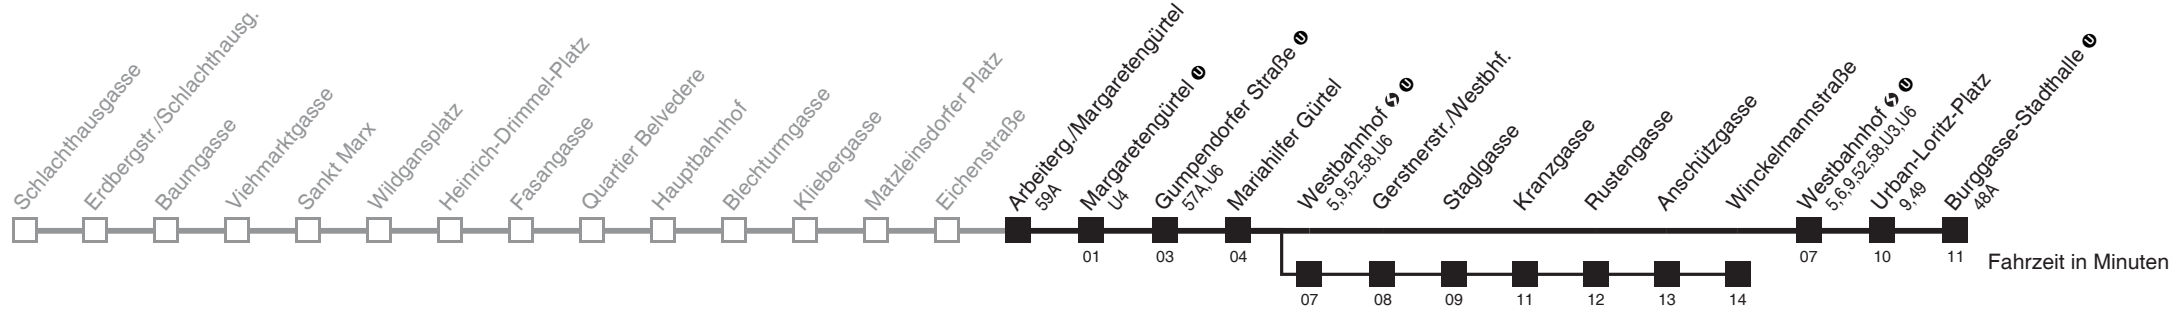 Schlachthausgasse
Erdbergstr./Schlachthausg.
Baumgasse
Viehmarktgasse
Sankt Marx
Wildgansplatz
Heinrich-Drimmel-Platz
Fasangasse
Quartier Belvedere
Hauptbahnhof
Blechturmgasse
Kliebergasse
Matzleinsdorfer Platz
Eichenstraße
Arbeiterg./Margaretengürtel
59A
Margaretengürtel U
U4
Gumpendorfer Straße U
57A,U6
Mariahilfer Gürtel
Westbahnhof S U
5,9,52,58,U6
Gerstnerstr./Westbhf.
Staglgasse
Kranzgasse
Rustengasse
Anschützgasse
Winckelmannstraße
Westbahnhof S U
5,6,9,52,58,U3,U6
Urban-Loritz-Platz
9,49
Burggasse-Stadthalle U
48A
01 03 04 07 10 11
Fahrzeit in Minuten
07 08 09 11 12 13 14